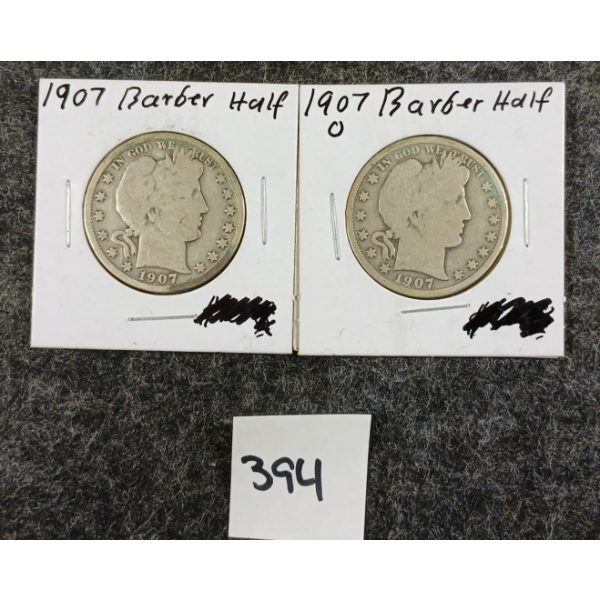 1907 Barber Half
1907 Barber Half
O
IN GOD WE TRUST
1907
IN GOD WE TRUST
1907
394